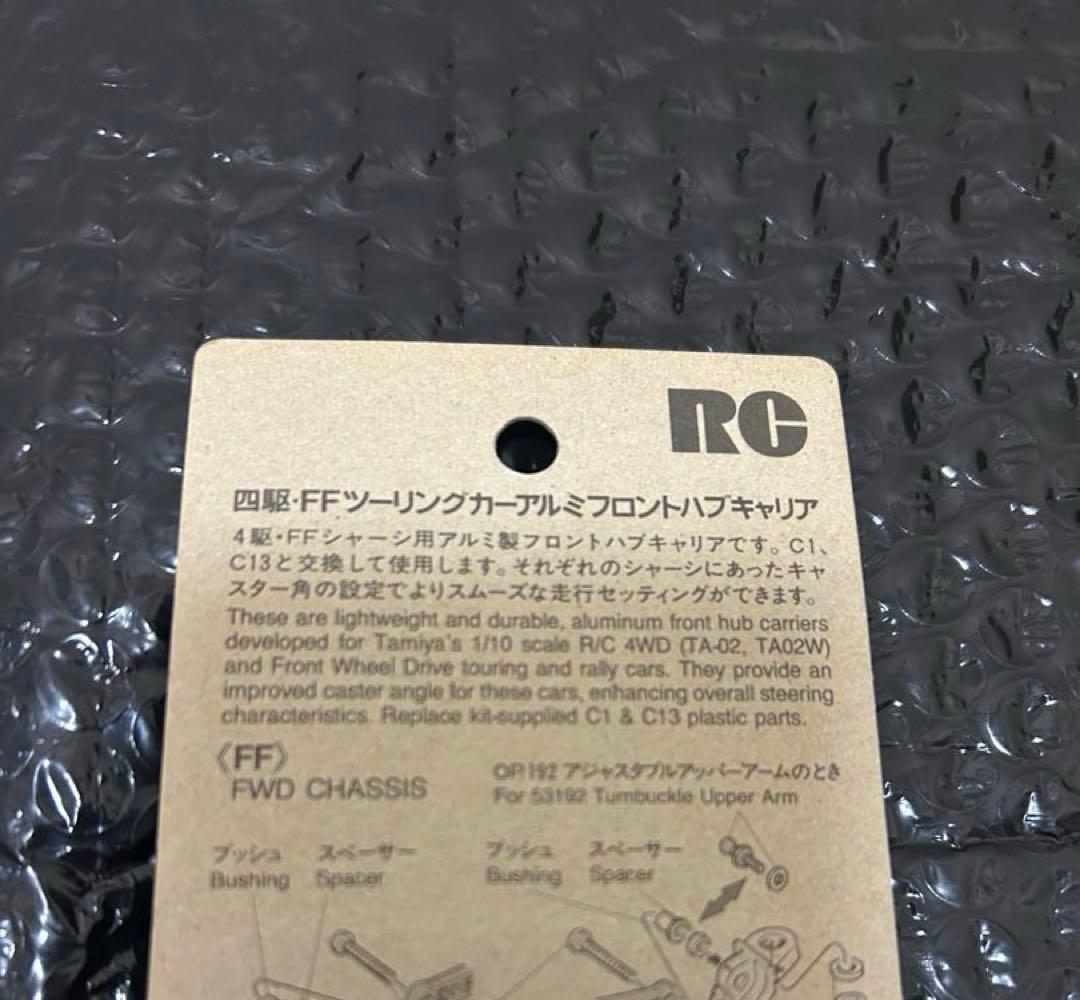 RC
四駆・FFツーリングカーアルミフロントハブキャリア
4駆・FFシャーシ用アルミ製フロントハブキャリアです。C1、
C13と交換して使用します。それぞれのシャーシにあったキャ
スター角の設定でよりスムーズな走行セッティングができます。
These are lightweight and durable, aluminum front hub carriers
developed for Tamiya's 1/10 scale R/C 4WD (TA-02, TA02W)
and Front Wheel Drive touring and rally cars. They provide an
improved caster angle for these cars, enhancing overall steering
characteristics. Replace kit-supplied C1 & C13 plastic parts.
〈FF〉
FWD CHASSIS
OP.192 アジャスタブルアッパーアームのとき
For 53192 Turnbuckle Upper Arm
ブッシュ スペーサー ブッシュ スペーサー
Bushing Spacer Bushing Spacer